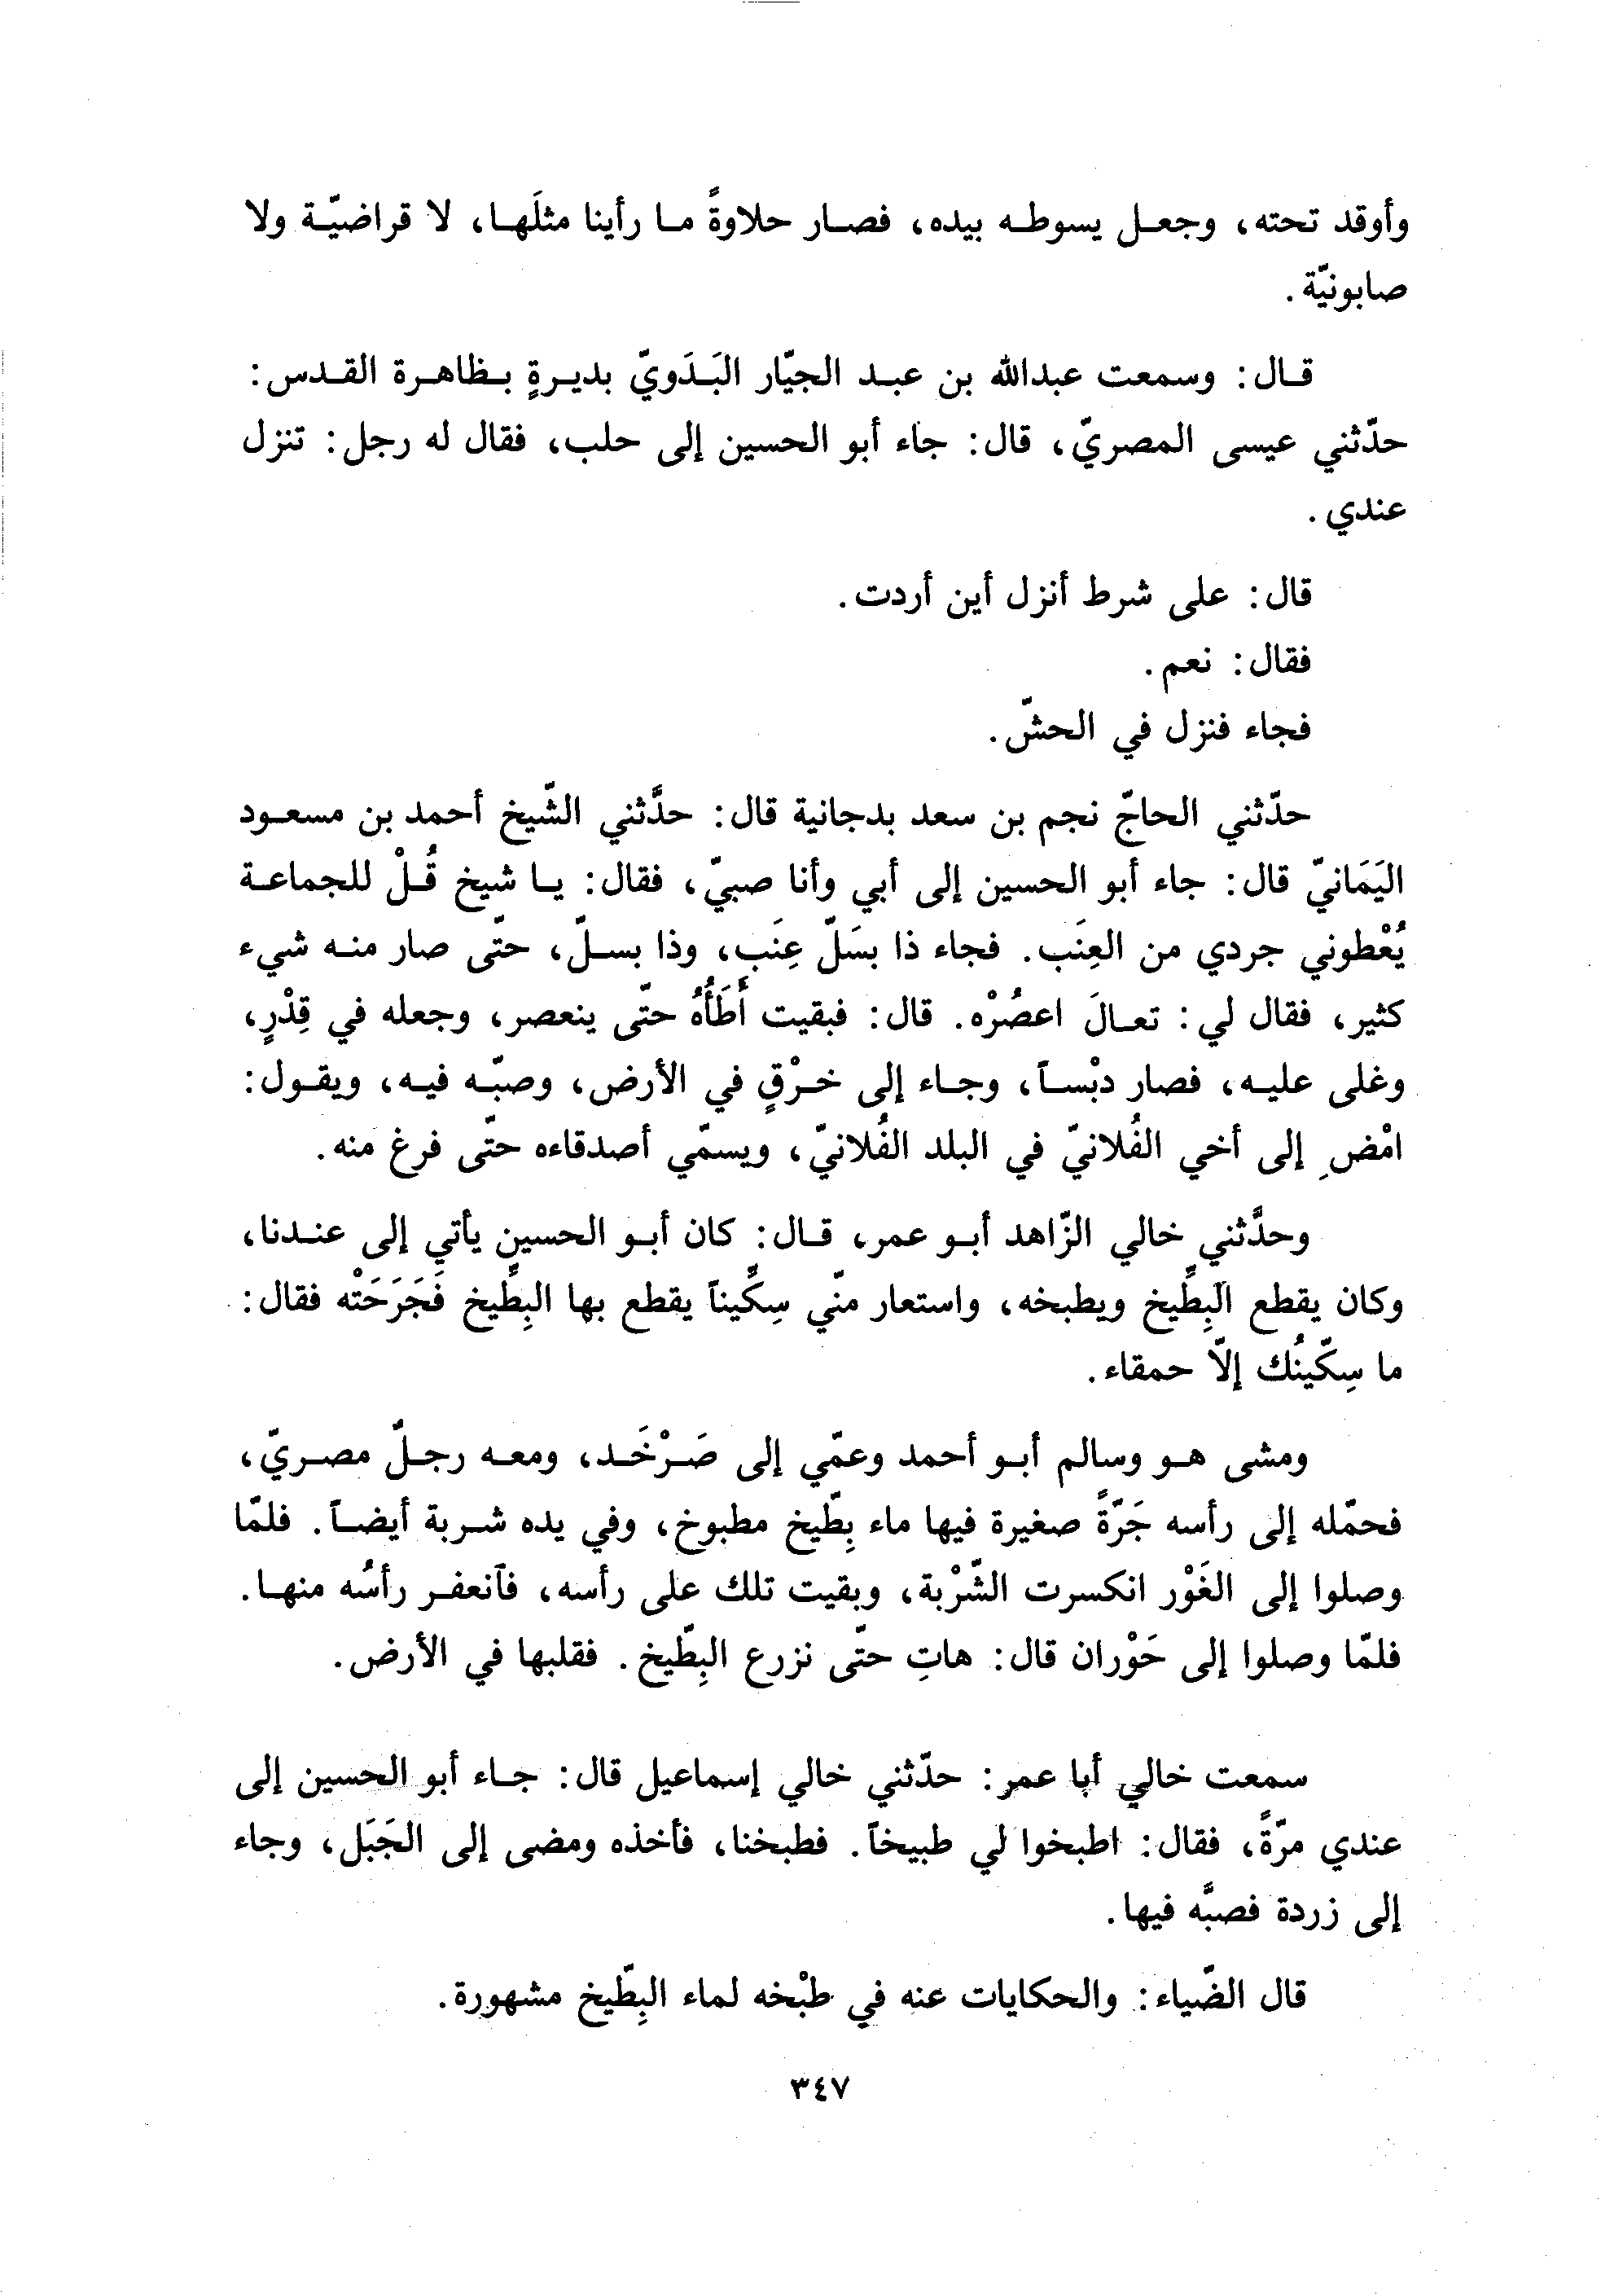 وأوقد تحته، وجعل يسوطه بيده، فصار حلاوةً ما رأينا مثلَها، لا قراضيّة ولا
صابونيّة.
قال: وسمعت عبدالله بن عبد الجيّار البَدَويّ بديرةٍ بظاهرة القدس:
حدّثني عيسى المصريّ، قال: جاء أبو الحسين إلى حلب، فقال له رجل: تنزل
عندي.
قال: على شرط أنزل أين أردت.
فقال: نعم.
فجاء فنزل في الحشّ.
حدّثني الحاجّ نجم بن سعد بدجانية قال: حدَّثني الشّيخ أحمد بن مسعود
اليَمَانيّ قال: جاء أبو الحسين إلى أبي وأنا صبيّ، فقال: يا شيخ قُلْ للجماعة
يُعْطوني جردي من العِنَب. فجاء ذا بسَلّ عِنَب، وذا بسلّ، حتّى صار منه شيء
كثير، فقال لي: تعالَ اعصُرْه. قال: فبقيت أَطَأُهُ حتّى ينعصر، وجعله في قِدْرٍ،
وغلى عليه، فصار دبْساً، وجاء إلى خرْقٍ في الأرض، وصبّه فيه، ويقول:
امْضِ إلى أخي الفُلانيّ في البلد الفُلانيّ، ويسمّي أصدقاءه حتّى فرغ منه.
وحدَّثني خالي الزّاهد أبو عمر، قال: كان أبو الحسين يأتي إلى عندنا،
وكان يقطع البِطِّيخ ويطبخه، واستعار منّي سِكِّيناً يقطع بها البِطِّيخ فَجَرَحَتْه فقال:
ما سِكّينُك إلّا حمقاء.
ومشى هو وسالم أبو أحمد وعمّي إلى صَرْخَد، ومعه رجلّ مصريّ،
فحمّله إلى رأسه جَرّةً صغيرة فيها ماء بِطّيخ مطبوخ، وفي يده شربة أيضاً. فلمّا
وصلوا إلى الغَوْر انكسرت الشّرْبة، وبقيت تلك على رأسه، فآنعفر رأسُه منها.
فلمّا وصلوا إلى حَوْران قال: هاتِ حتّى نزرع البِطّيخ. فقلبها في الأرض.
سمعت خالي أبا عمر: حدّثني خالي إسماعيل قال: جاء أبو الحسين إلى
عندي مرّةً، فقال: اطبخوا لي طبيخاً. فطبخنا، فأخذه ومضى إلى الجَبَل، وجاء
إلى زردة فصبَّه فيها.
قال الضّياء: والحكايات عنه في طبْخه لماء البِطّيخ مشهورة.
٣٤٧